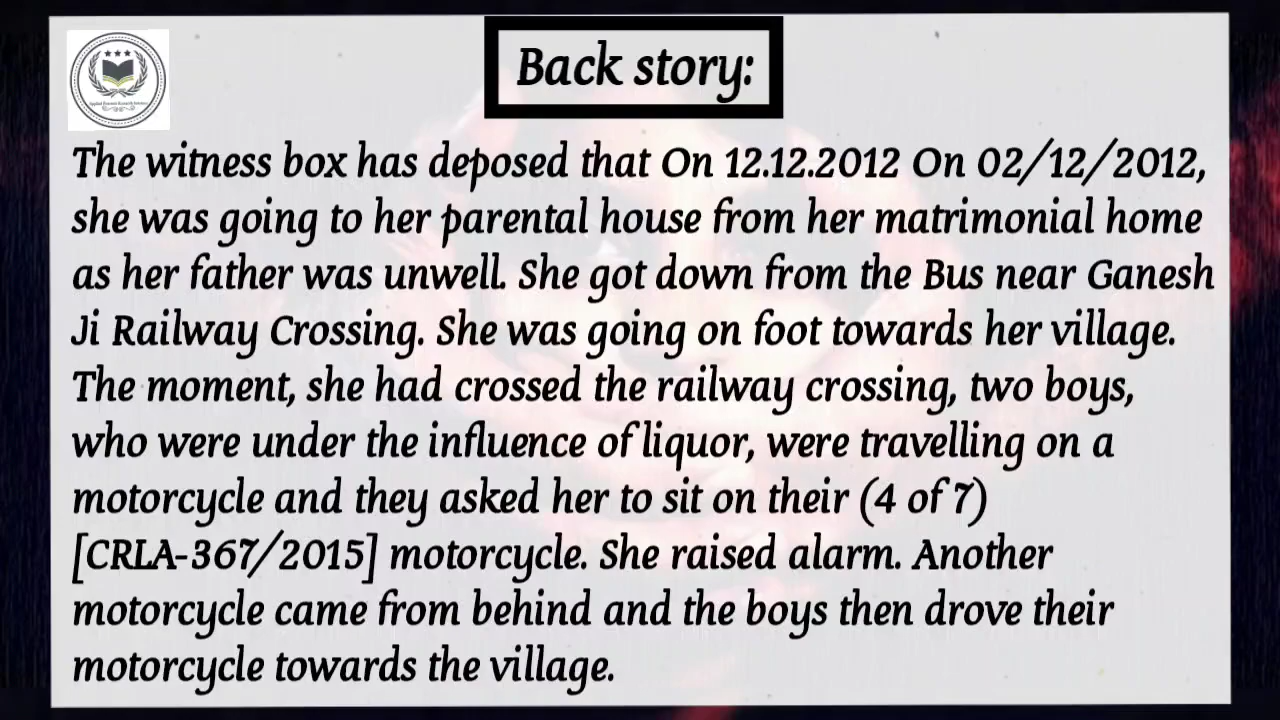 Back story:
The witness box has deposed that On 12.12.2012 On 02/12/2012,
she was going to her parental house from her matrimonial home
as her father was unwell. She got down from the Bus near Ganesh
Ji Railway Crossing. She was going on foot towards her village.
The moment, she had crossed the railway crossing, two boys,
who were under the influence of liquor, were travelling on a
motorcycle and they asked her to sit on their (4 of 7)
[CRLA-367/2015] motorcycle. She raised alarm. Another
motorcycle came from behind and the boys then drove their
motorcycle towards the village.